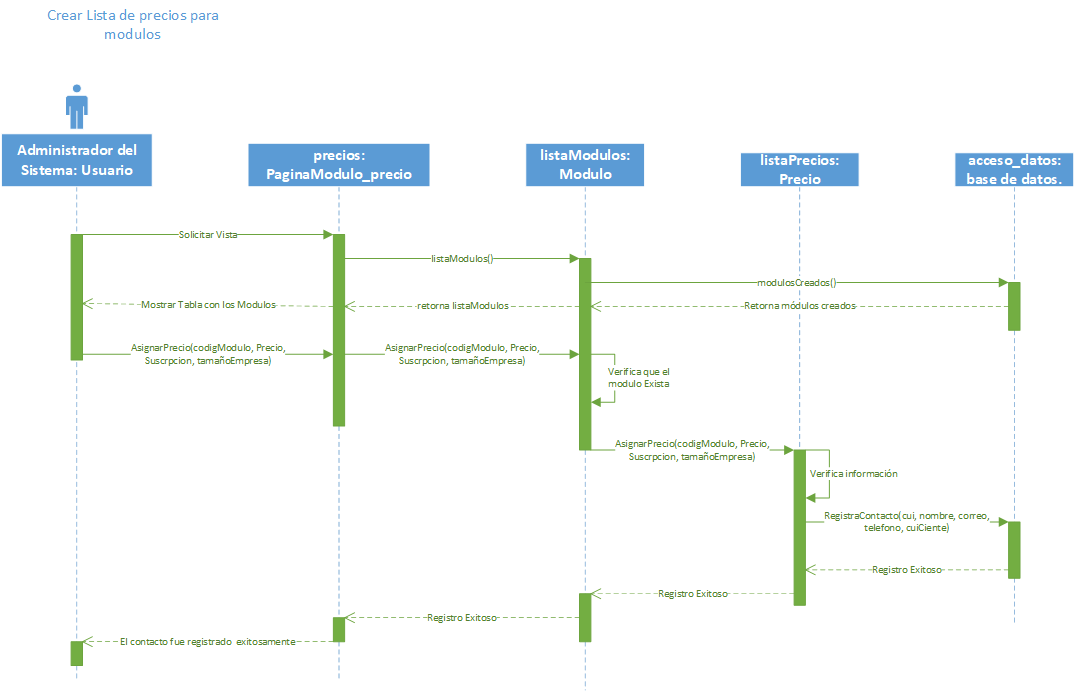 Crear Lista de precios para
modulos
Administrador del
Sistema: Usuario
precios:
PaginaModulo_precio
listaModulos:
Modulo
listaPrecios:
Precio
acceso_datos:
base de datos.
Solicitar Vista
listaModulos()
modulosCreados()
Mostrar Tabla con los Modulos
retorna listaModulos
Retorna módulos creados
AsignarPrecio(codigModulo, Precio,
Suscrpcion, tamañoEmpresa)
AsignarPrecio(codigModulo, Precio,
Suscrpcion, tamañoEmpresa)
Verifica que el
modulo Exista
AsignarPrecio(codigModulo, Precio,
Suscrpcion, tamañoEmpresa)
Verifica información
RegistraContacto(cui, nombre, correo,
telefono, cuiCiente)
Registro Exitoso
Registro Exitoso
Registro Exitoso
El contacto fue registrado exitosamente